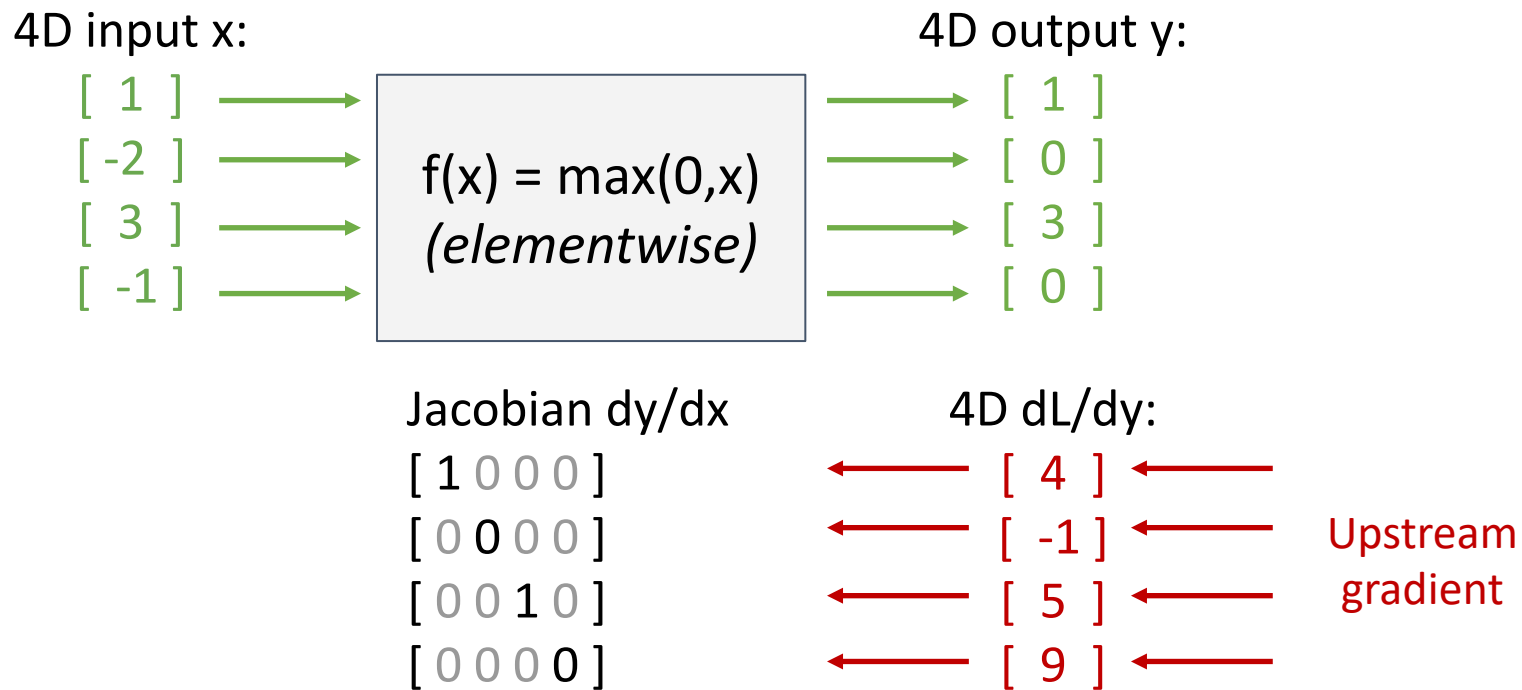 4D input x:
[ 1 ]
[ -2 ]
[ 3 ]
[ -1 ]
f(x) = max(0,x)
(elementwise)
4D output y:
[ 1 ]
[ 0 ]
[ 3 ]
[ 0 ]
Jacobian dy/dx
[ 1 0 0 0 ]
[ 0 0 0 0 ]
[ 0 0 1 0 ]
[ 0 0 0 0 ]
4D dL/dy:
[ 4 ]
[ -1 ]
[ 5 ]
[ 9 ]
Upstream
gradient